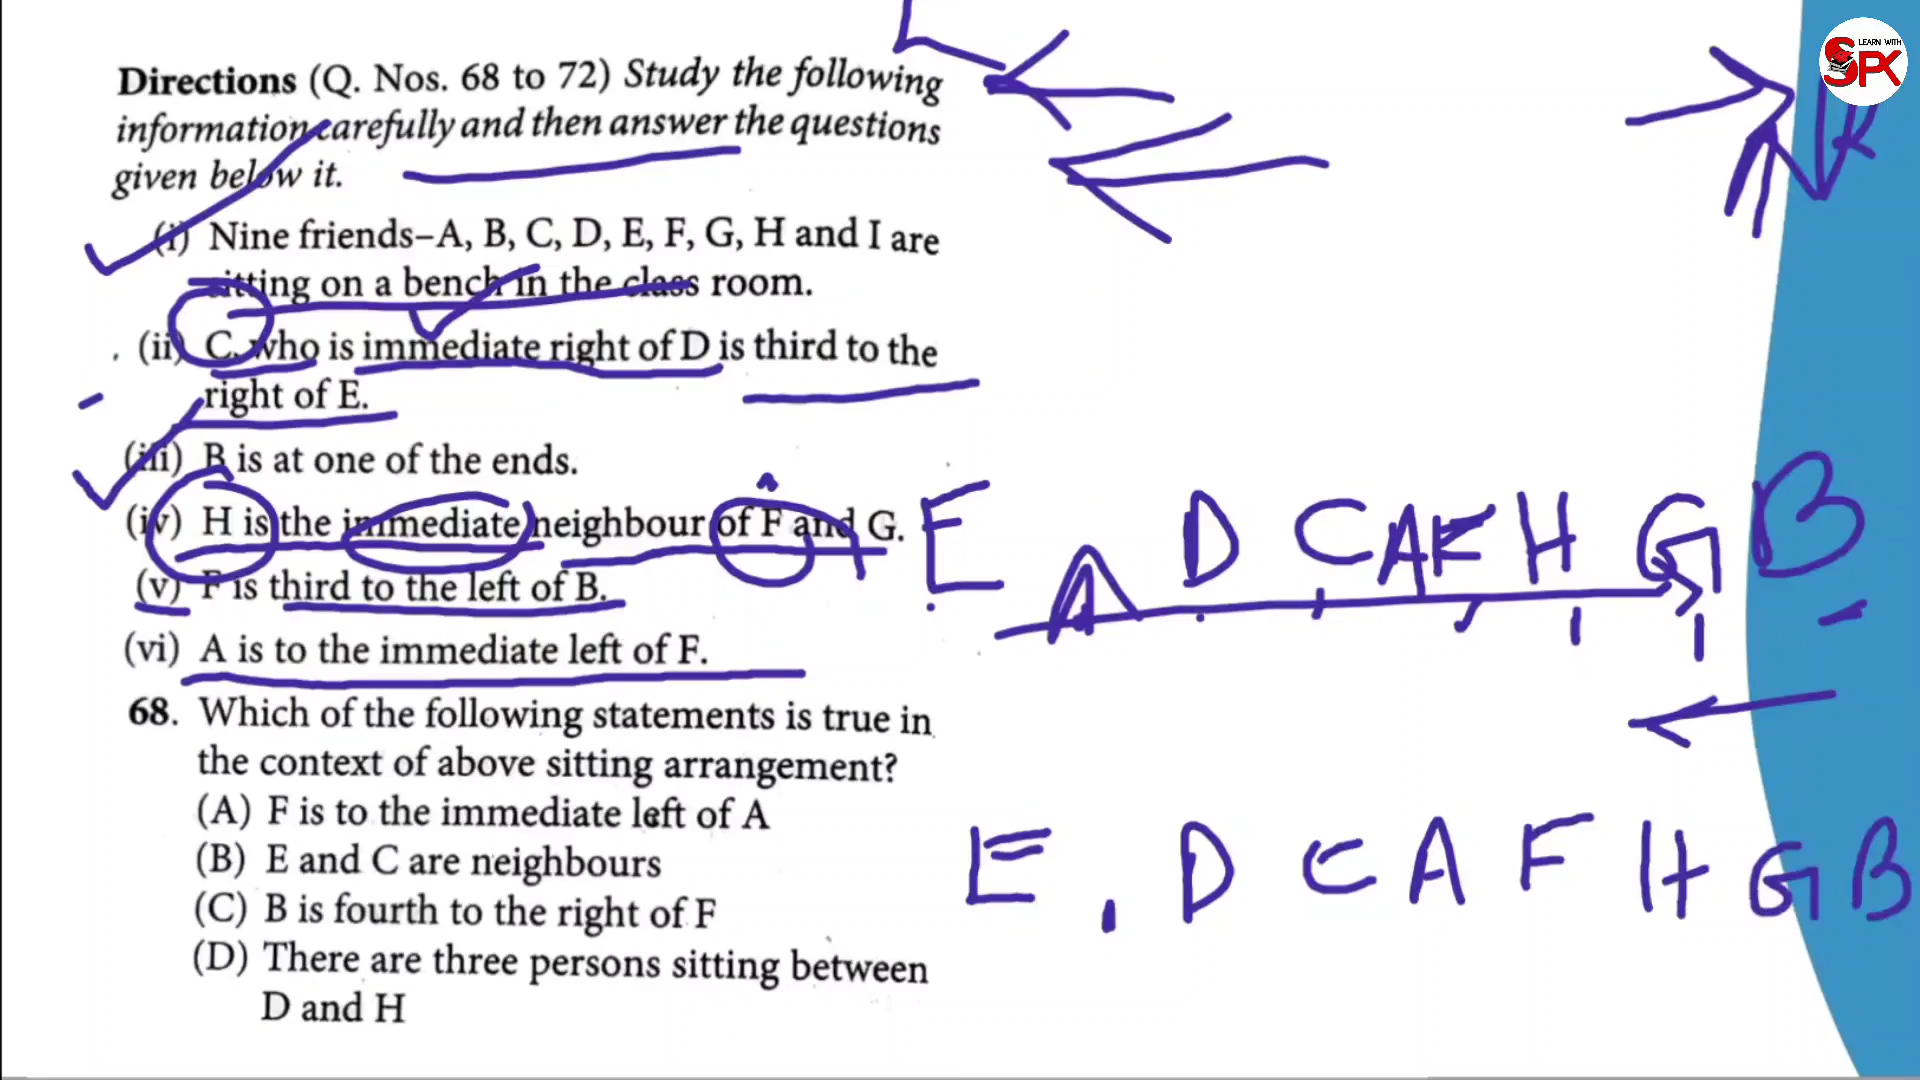 LEARN WITH
SPK
Directions (Q. Nos. 68 to 72) Study the following
information carefully and then answer the questions
given below it.
(i) Nine friends–A, B, C, D, E, F, G, H and I are
sitting on a bench in the class room.
(ii) C, who is immediate right of D is third to the
right of E.
(iii) B is at one of the ends.
(iv) H is the immediate neighbour of F and G.
(v) F is third to the left of B.
(vi) A is to the immediate left of F.
E D C A F H G B
68. Which of the following statements is true in
the context of above sitting arrangement?
(A) F is to the immediate left of A
(B) E and C are neighbours
(C) B is fourth to the right of F
(D) There are three persons sitting between
D and H
E . D C A F H G B